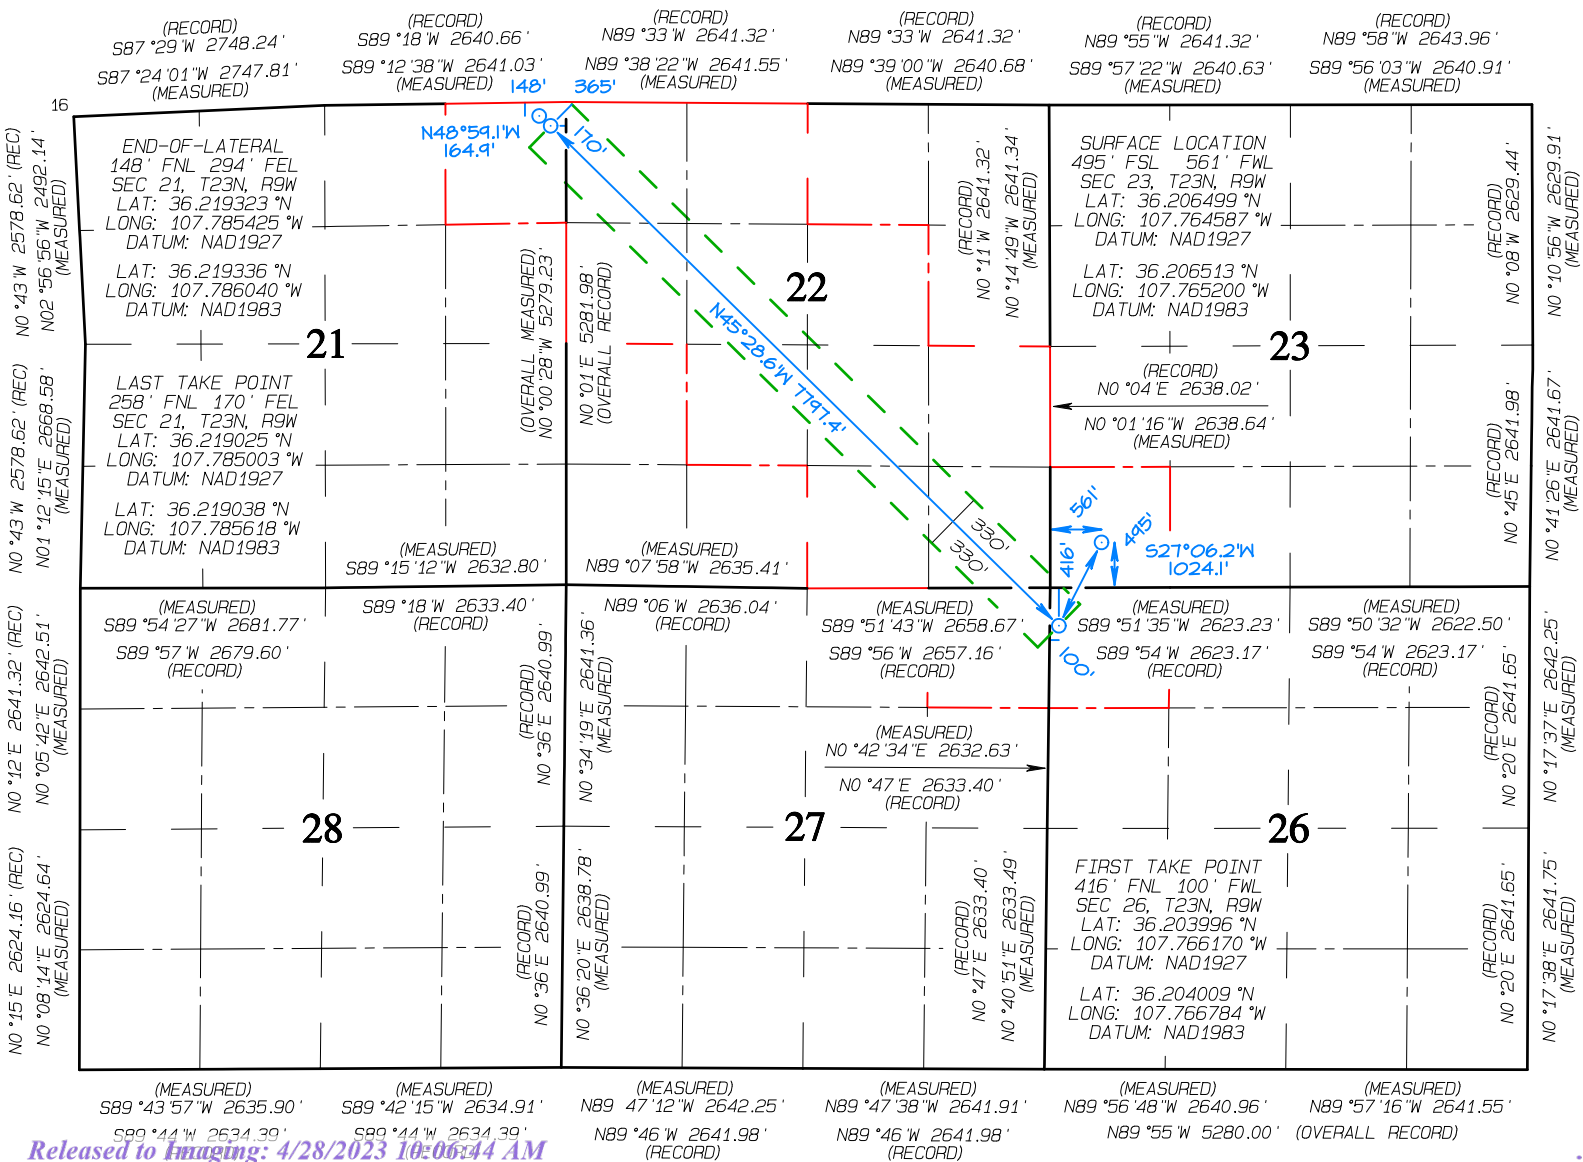 (RECORD)
S87°29'W 2748.24'
S87°24'01"W 2747.81'
(MEASURED)
(RECORD)
S89°18'W 2640.66'
S89°12'38"W 2641.03'
(MEASURED)
(RECORD)
N89°33'W 2641.32'
N89°38'22"W 2641.55'
(MEASURED)
(RECORD)
N89°33'W 2641.32'
N89°39'00"W 2640.68'
(MEASURED)
(RECORD)
N89°55'W 2641.32'
S89°57'22"W 2640.63'
(MEASURED)
(RECORD)
N89°58'W 2643.96'
S89°56'03"W 2640.91'
(MEASURED)
16
148'
365'
N48°59.1'W
164.9'
170'
END-OF-LATERAL
148' FNL 294' FEL
SEC 21, T23N, R9W
LAT: 36.219323°N
LONG: 107.785425°W
DATUM: NAD1927
LAT: 36.219336°N
LONG: 107.786040°W
DATUM: NAD1983
21
LAST TAKE POINT
258' FNL 170' FEL
SEC 21, T23N, R9W
LAT: 36.219025°N
LONG: 107.785003°W
DATUM: NAD1927
LAT: 36.219038°N
LONG: 107.785618°W
DATUM: NAD1983
N0°43'W 2578.62' (REC)
N02°56'56"W 2492.14'
(MEASURED)
N0°43'W 2578.62' (REC)
N01°12'15"E 2668.58'
(MEASURED)
(OVERALL MEASURED)
N0°00'28"W 5279.23'
N0°01'E 5281.98'
(OVERALL RECORD)
22
N45°28.6'W 7797.4'
330'
330'
(RECORD)
N0°11'W 2641.32'
N0°14'49"W 2641.34'
(MEASURED)
SURFACE LOCATION
495' FSL 561' FWL
SEC 23, T23N, R9W
LAT: 36.206499°N
LONG: 107.764587°W
DATUM: NAD1927
LAT: 36.206513°N
LONG: 107.765200°W
DATUM: NAD1983
23
(RECORD)
N0°04'E 2638.02'
N0°01'16"W 2638.64'
(MEASURED)
(RECORD)
N0°08'W 2629.44'
N0°10'56"W 2629.91'
(MEASURED)
(RECORD)
N0°45'E 2641.98'
N0°41'26"E 2641.67'
(MEASURED)
561'
495'
416'
S27°06.2'W
1024.1'
100'
(MEASURED)
S89°15'12"W 2632.80'
(MEASURED)
N89°07'58"W 2635.41'
(MEASURED)
S89°54'27"W 2681.77'
S89°57'W 2679.60'
(RECORD)
S89°18'W 2633.40'
(RECORD)
N89°06'W 2636.04'
(RECORD)
(MEASURED)
S89°51'43"W 2658.67'
S89°56'W 2657.16'
(RECORD)
(MEASURED)
S89°51'35"W 2623.23'
S89°54'W 2623.17'
(RECORD)
(MEASURED)
S89°50'32"W 2622.50'
S89°54'W 2623.17'
(RECORD)
N0°12'E 2641.32' (REC)
N0°05'42"E 2642.51'
(MEASURED)
(RECORD)
N0°36'E 2640.99'
N0°34'19"E 2641.36'
(MEASURED)
(MEASURED)
N0°42'34"E 2632.63'
N0°47'E 2633.40'
(RECORD)
(RECORD)
N0°20'E 2641.65'
N0°17'37"E 2642.25'
(MEASURED)
28
27
26
N0°15'E 2624.16' (REC)
N0°08'14"E 2624.64'
(MEASURED)
(RECORD)
N0°36'E 2640.99'
N0°36'20"E 2638.78'
(MEASURED)
(RECORD)
N0°47'E 2633.40'
N0°40'51"E 2633.49'
(MEASURED)
FIRST TAKE POINT
416' FNL 100' FWL
SEC 26, T23N, R9W
LAT: 36.203996°N
LONG: 107.766170°W
DATUM: NAD1927
LAT: 36.204009°N
LONG: 107.766784°W
DATUM: NAD1983
(RECORD)
N0°20'E 2641.65'
N0°17'38"E 2641.75'
(MEASURED)
(MEASURED)
S89°43'57"W 2635.90'
S89°44'W 2634.39'
(RECORD)
(MEASURED)
S89°42'15"W 2634.91'
S89°44'W 2634.39'
(RECORD)
(MEASURED)
N89 47'12"W 2642.25'
N89°46'W 2641.98'
(RECORD)
(MEASURED)
N89°47'38"W 2641.91'
N89°46'W 2641.98'
(RECORD)
(MEASURED)
N89°56'48"W 2640.96'
(MEASURED)
N89°57'16"W 2641.55'
N89°55'W 5280.00' (OVERALL RECORD)
Released to Imaging: 4/28/2023 10:06:44 AM